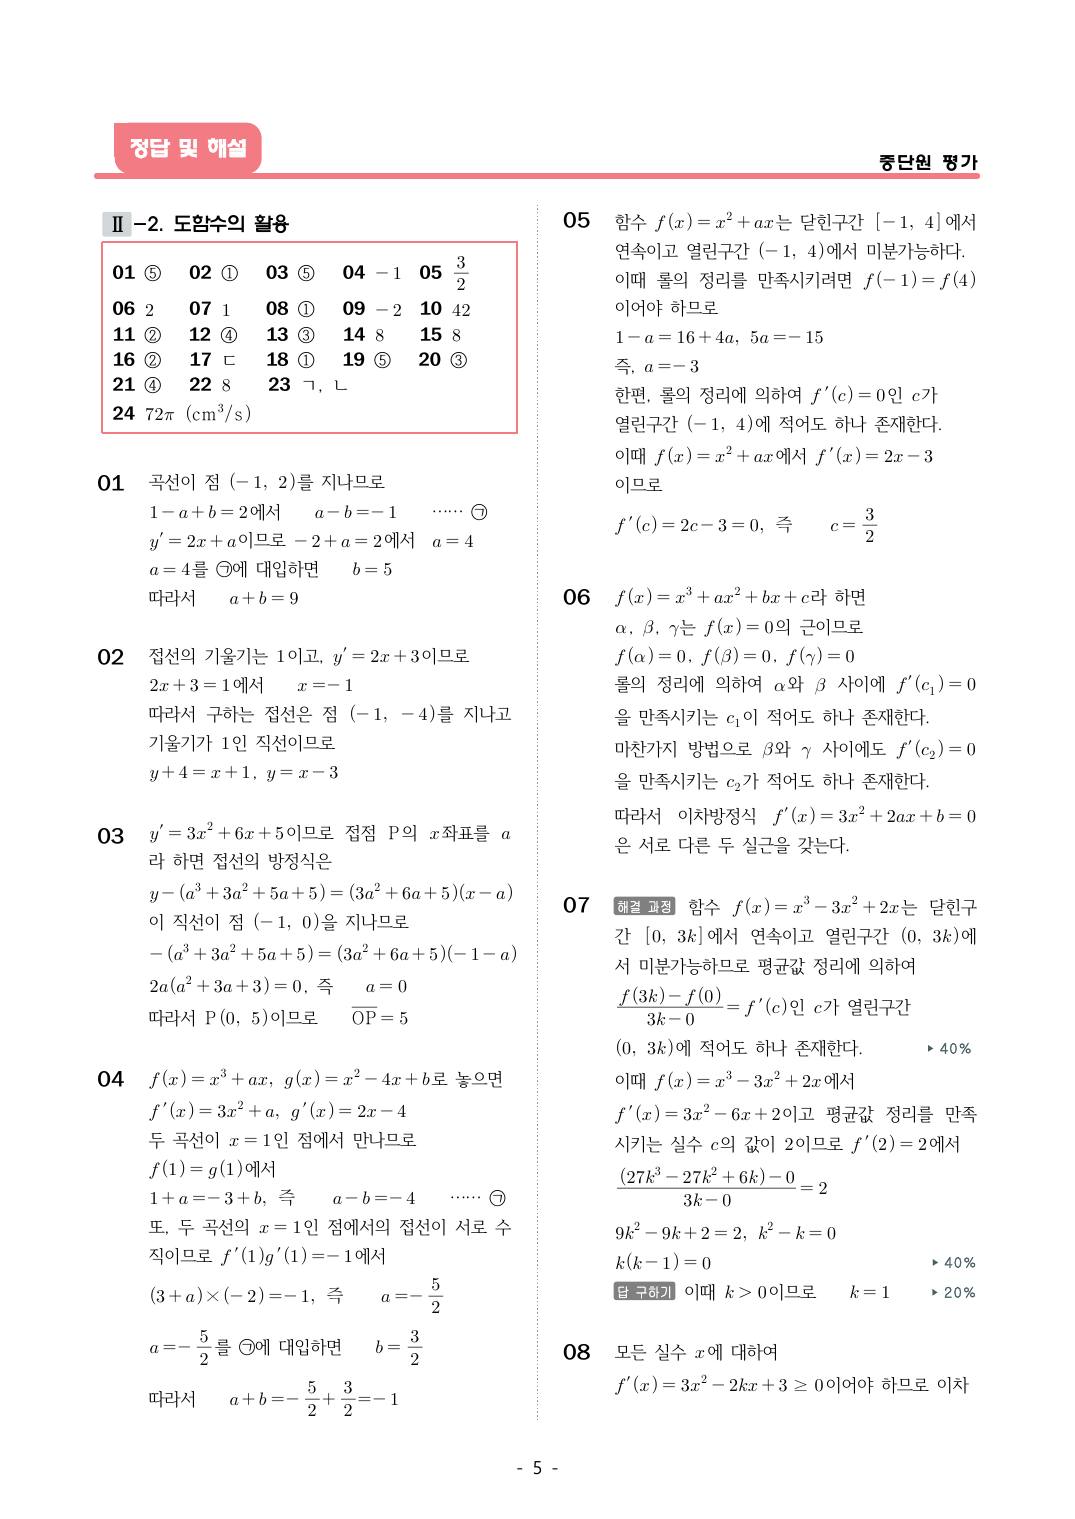 정답 및 해설
중단원 평가
Ⅱ-2. 도함수의 활용
01 ⑤ 02 ① 03 ⑤ 04 −1 05 3/2
06 2 07 1 08 ① 09 −2 10 42
11 ② 12 ④ 13 ③ 14 8 15 8
16 ② 17 ㄷ 18 ① 19 ⑤ 20 ③
21 ④ 22 8 23 ㄱ, ㄴ
24 72π (cm³/s)
01 곡선이 점 (−1, 2)를 지나므로
1−a+b=2에서 a−b=−1 …… ㉠
y′=2x+a이므로 −2+a=2에서 a=4
a=4를 ㉠에 대입하면 b=5
따라서 a+b=9
02 접선의 기울기는 1이고, y′=2x+3이므로
2x+3=1에서 x=−1
따라서 구하는 접선은 점 (−1, −4)를 지나고
기울기가 1인 직선이므로
y+4=x+1, y=x−3
03 y′=3x²+6x+5이므로 접점 P의 x좌표를 a
라 하면 접선의 방정식은
y−(a³+3a²+5a+5)=(3a²+6a+5)(x−a)
이 직선이 점 (−1, 0)을 지나므로
−(a³+3a²+5a+5)=(3a²+6a+5)(−1−a)
2a(a²+3a+3)=0, 즉 a=0
따라서 P(0, 5)이므로 O̅P̅=5
04 f(x)=x³+ax, g(x)=x²−4x+b로 놓으면
f′(x)=3x²+a, g′(x)=2x−4
두 곡선이 x=1인 점에서 만나므로
f(1)=g(1)에서
1+a=−3+b, 즉 a−b=−4 …… ㉠
또, 두 곡선의 x=1인 점에서의 접선이 서로 수
직이므로 f′(1)g′(1)=−1에서
(3+a)×(−2)=−1, 즉 a=−5/2
a=−5/2를 ㉠에 대입하면 b=3/2
따라서 a+b=−5/2+3/2=−1
05 함수 f(x)=x²+ax는 닫힌구간 [−1, 4]에서
연속이고 열린구간 (−1, 4)에서 미분가능하다.
이때 롤의 정리를 만족시키려면 f(−1)=f(4)
이어야 하므로
1−a=16+4a, 5a=−15
즉, a=−3
한편, 롤의 정리에 의하여 f′(c)=0인 c가
열린구간 (−1, 4)에 적어도 하나 존재한다.
이때 f(x)=x²+ax에서 f′(x)=2x−3
이므로
f′(c)=2c−3=0, 즉 c=3/2
06 f(x)=x³+ax²+bx+c라 하면
α, β, γ는 f(x)=0의 근이므로
f(α)=0, f(β)=0, f(γ)=0
롤의 정리에 의하여 α와 β 사이에 f′(c₁)=0
을 만족시키는 c₁이 적어도 하나 존재한다.
마찬가지 방법으로 β와 γ 사이에도 f′(c₂)=0
을 만족시키는 c₂가 적어도 하나 존재한다.
따라서 이차방정식 f′(x)=3x²+2ax+b=0
은 서로 다른 두 실근을 갖는다.
07 해결 과정 함수 f(x)=x³−3x²+2x는 닫힌구
간 [0, 3k]에서 연속이고 열린구간 (0, 3k)에
서 미분가능하므로 평균값 정리에 의하여
(f(3k)−f(0))/(3k−0)=f′(c)인 c가 열린구간
(0, 3k)에 적어도 하나 존재한다. ▶ 40%
이때 f(x)=x³−3x²+2x에서
f′(x)=3x²−6x+2이고 평균값 정리를 만족
시키는 실수 c의 값이 2이므로 f′(2)=2에서
((27k³−27k²+6k)−0)/(3k−0)=2
9k²−9k+2=2, k²−k=0
k(k−1)=0 ▶ 40%
답 구하기 이때 k>0이므로 k=1 ▶ 20%
08 모든 실수 x에 대하여
f′(x)=3x²−2kx+3≥0이어야 하므로 이차
- 5 -